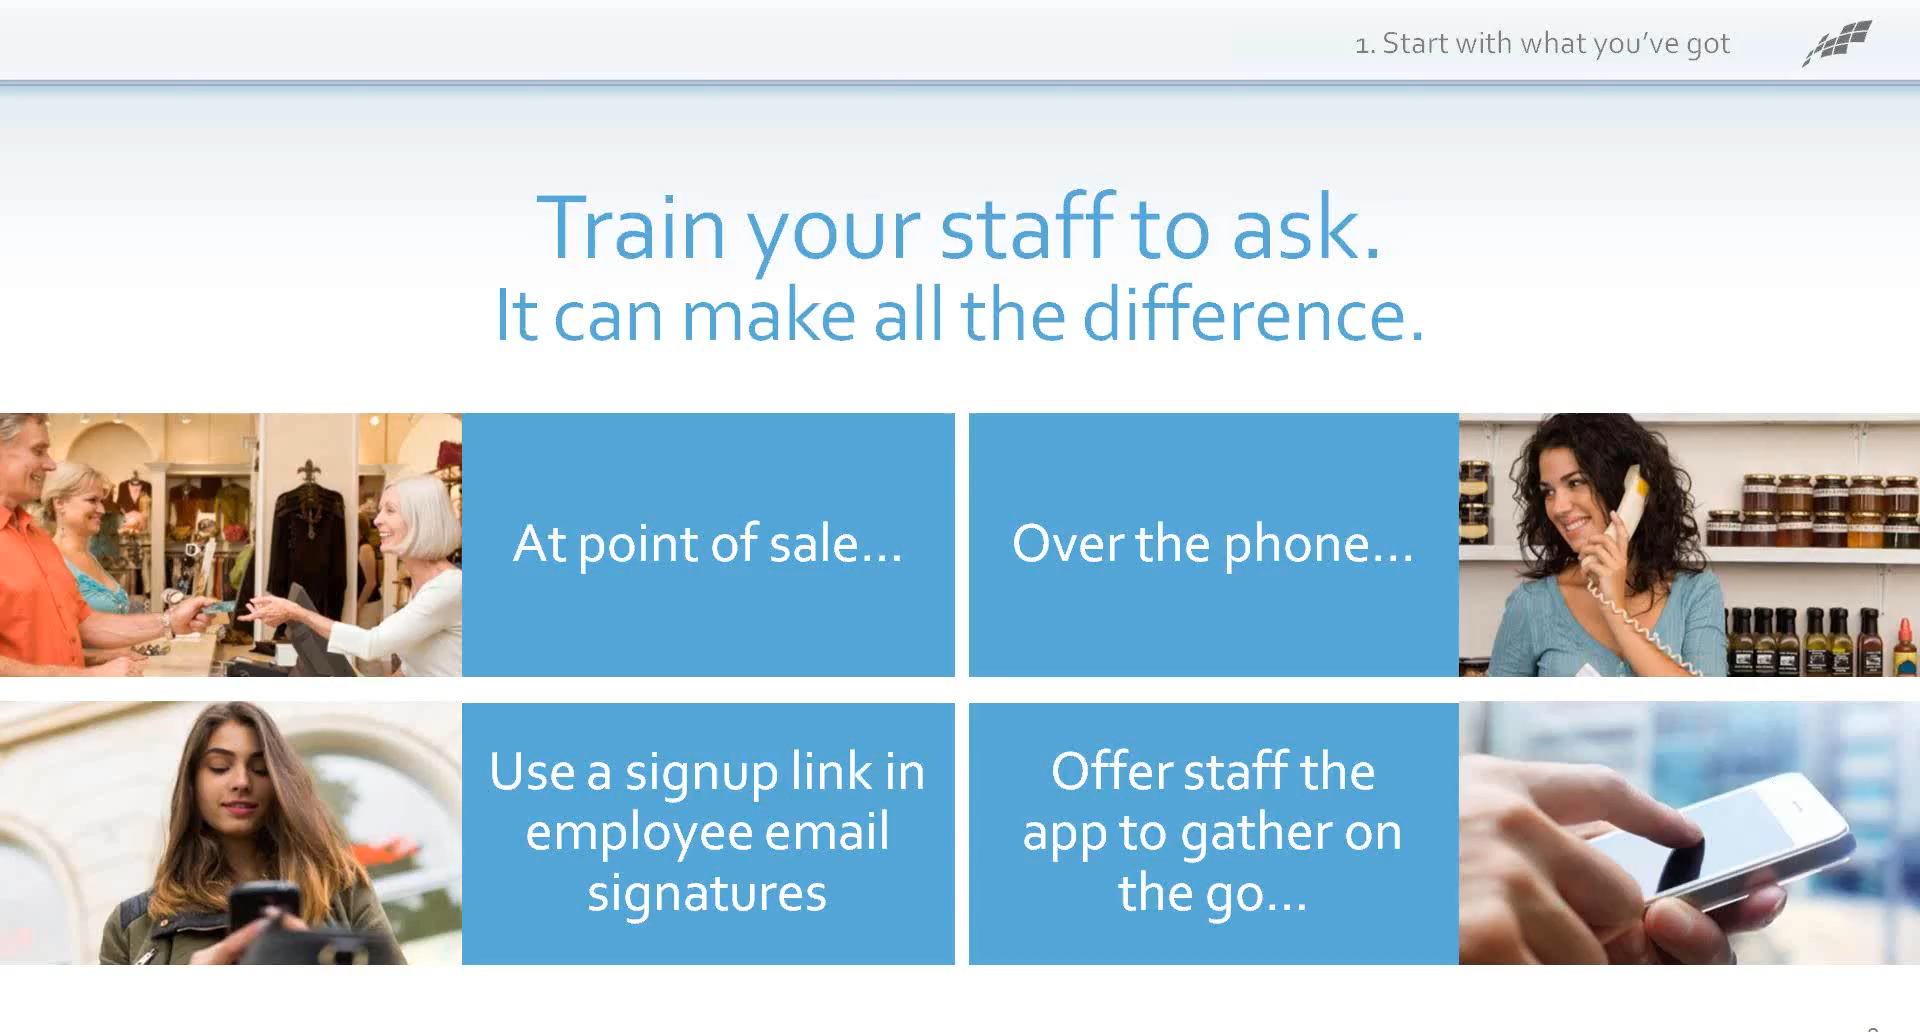 1. Start with what you’ve got
Train your staff to ask.
It can make all the difference.
At point of sale...
Over the phone...
Use a signup link in
employee email
signatures
Offer staff the
app to gather on
the go...